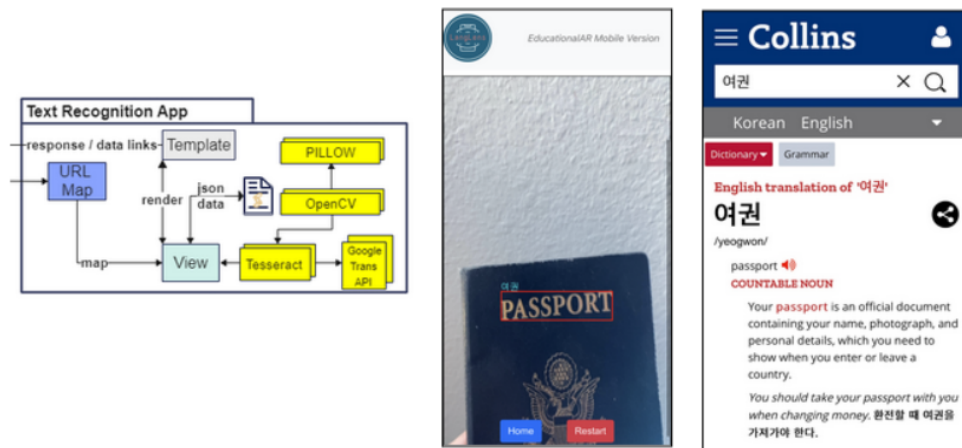 Text Recognition App
response / data links
Template
PILLOW
URL
Map
render
json
data
OpenCV
map
View
Tesseract
Google
Trans
API
LangLens
EducationalAR Mobile Version
여권
PASSPORT
Home
Restart
Collins
여권
Korean English
Dictionary
Grammar
English translation of '여권'
여권
/yeogwon/
passport
COUNTABLE NOUN
Your passport is an official document
containing your name, photograph, and
personal details, which you need to
show when you enter or leave a
country.
You should take your passport with you
when changing money. 환전할 때 여권을
가져가야 한다.